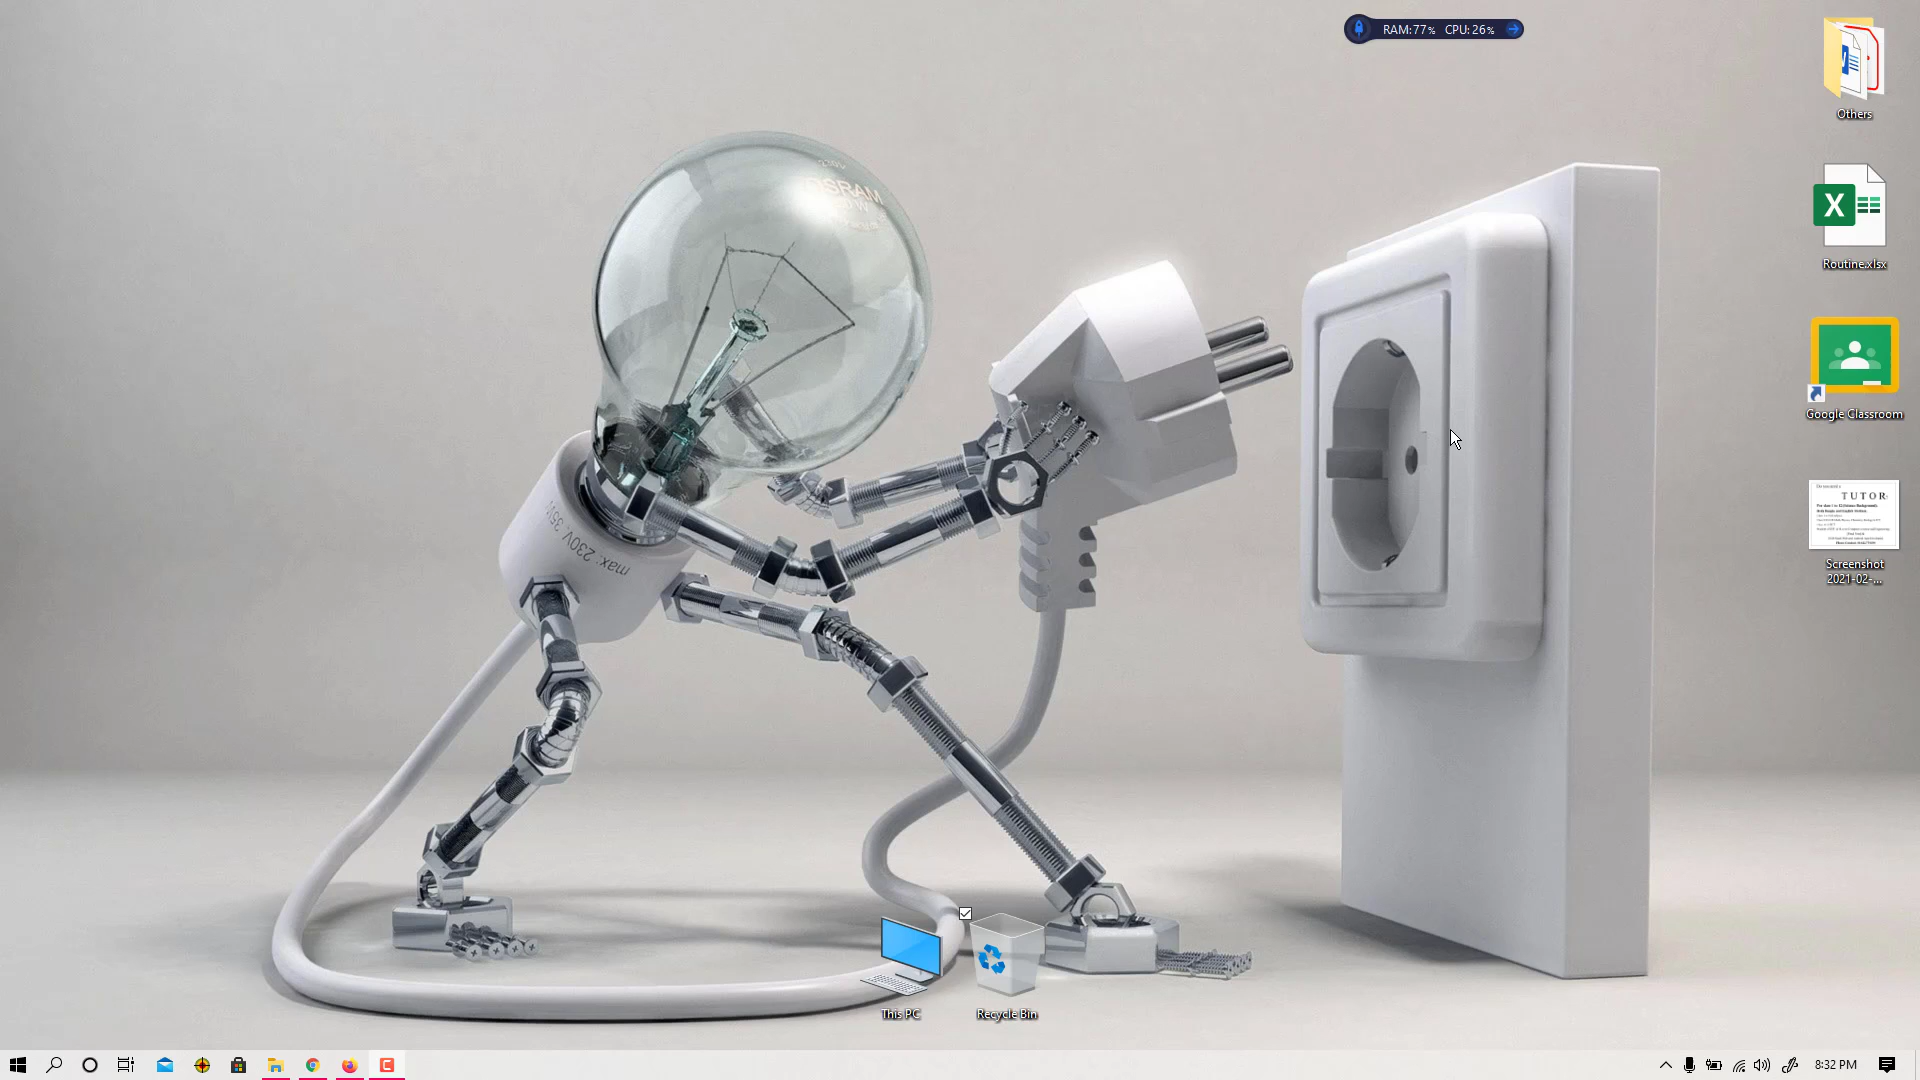 RAM:77% CPU:26%
Others
Routine.xlsx
Google Classroom
TUTOR
Screenshot
2021-02-...
OSRAM
max. 230V, 35W
This PC
Recycle Bin
8:32 PM